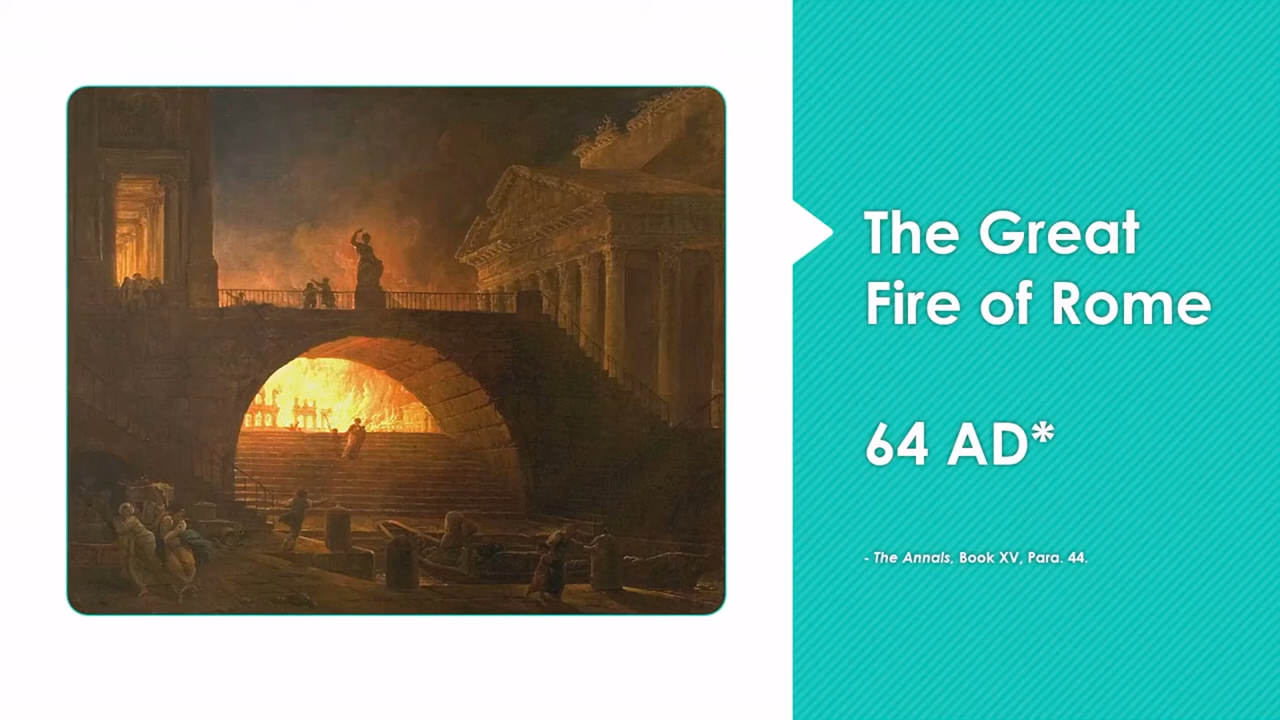 The Great
Fire of Rome
64 AD*
- The Annals, Book XV, Para. 44.